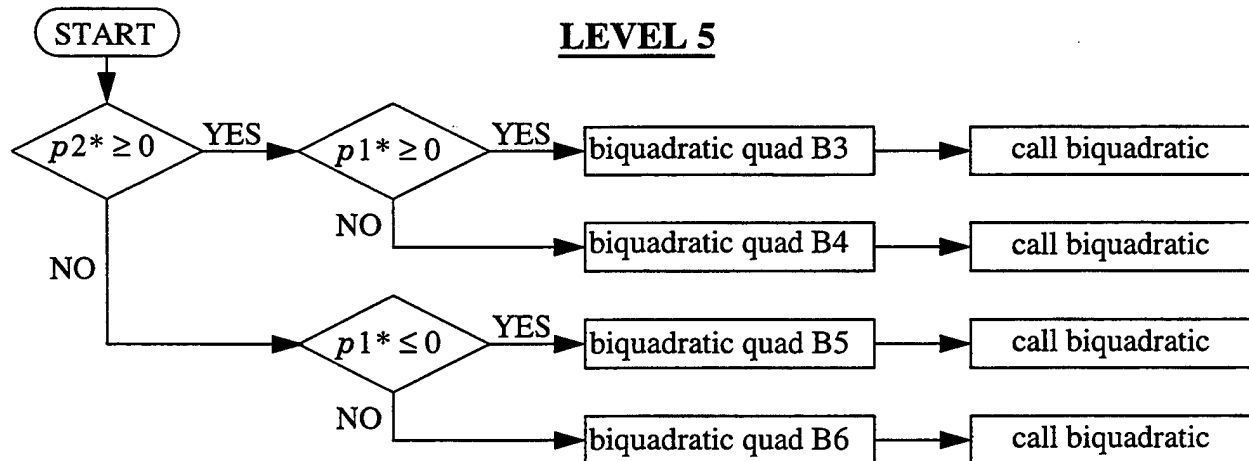 START
LEVEL 5
p2* ≥ 0
YES
p1* ≥ 0
YES
biquadratic quad B3
call biquadratic
NO
biquadratic quad B4
call biquadratic
NO
p1* ≤ 0
YES
biquadratic quad B5
call biquadratic
NO
biquadratic quad B6
call biquadratic